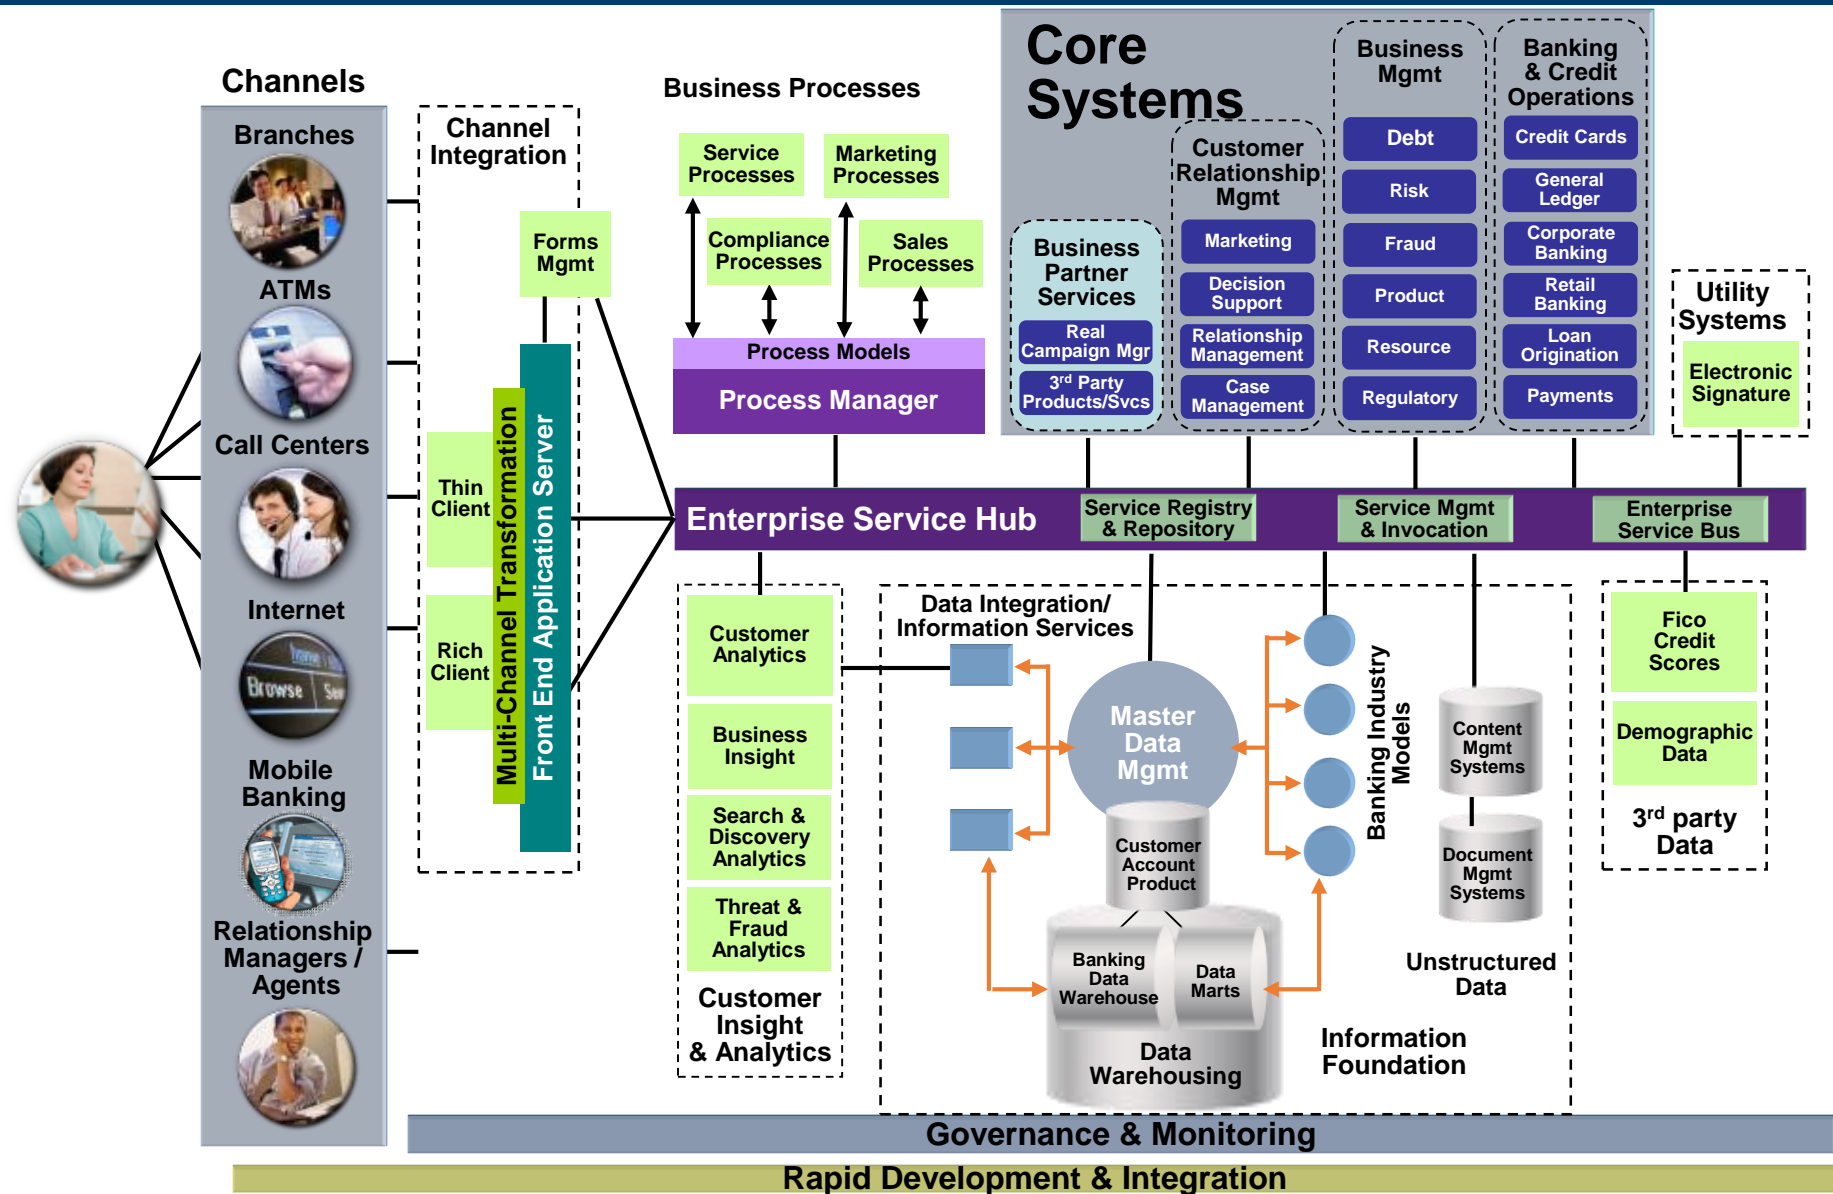 Channels
Branches
ATMs
Call Centers
Internet
Browse
Mobile
Banking
Relationship
Managers /
Agents
Channel
Integration
Forms
Mgmt
Thin
Client
Rich
Client
Multi-Channel Transformation
Front End Application Server
Business Processes
Service
Processes
Marketing
Processes
Compliance
Processes
Sales
Processes
Process Models
Process Manager
Core
Systems
Business
Partner
Services
Real
Campaign Mgr
3rd Party
Products/Svcs
Customer
Relationship
Mgmt
Marketing
Decision
Support
Relationship
Management
Case
Management
Business
Mgmt
Debt
Risk
Fraud
Product
Resource
Regulatory
Banking
& Credit
Operations
Credit Cards
General
Ledger
Corporate
Banking
Retail
Banking
Loan
Origination
Payments
Utility
Systems
Electronic
Signature
Enterprise Service Hub
Service Registry
& Repository
Service Mgmt
& Invocation
Enterprise
Service Bus
Customer
Analytics
Business
Insight
Search &
Discovery
Analytics
Threat &
Fraud
Analytics
Customer
Insight
& Analytics
Data Integration/
Information Services
Master
Data
Mgmt
Customer
Account
Product
Banking
Data
Warehouse
Data
Marts
Data
Warehousing
Banking Industry
Models
Content
Mgmt
Systems
Document
Mgmt
Systems
Unstructured
Data
Information
Foundation
Fico
Credit
Scores
Demographic
Data
3rd party
Data
Governance & Monitoring
Rapid Development & Integration